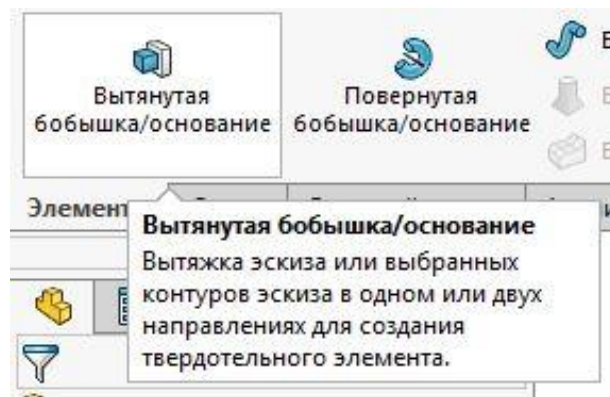 Вытянутая
бобышка/основание
Повернутая
бобышка/основание
Вытянутая бобышка/основание
Вытяжка эскиза или выбранных
контуров эскиза в одном или двух
направлениях для создания
твердотельного элемента.